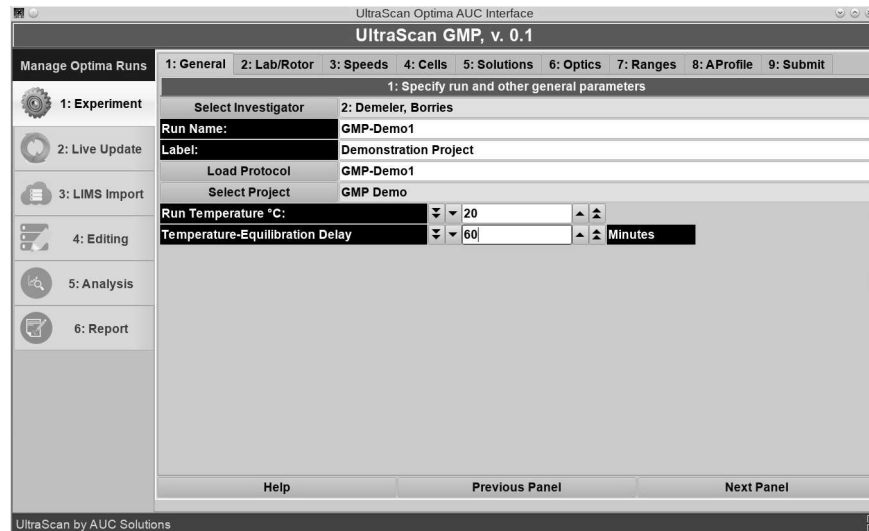 UltraScan Optima AUC Interface
UltraScan GMP, v. 0.1
Manage Optima Runs
1: General 2: Lab/Rotor 3: Speeds 4: Cells 5: Solutions 6: Optics 7: Ranges 8: AProfile 9: Submit
1: Specify run and other general parameters
1: Experiment
2: Live Update
3: LIMS Import
4: Editing
5: Analysis
6: Report
Select Investigator 2: Demeler, Borries
Run Name: GMP-Demo1
Label: Demonstration Project
Load Protocol GMP-Demo1
Select Project GMP Demo
Run Temperature °C: 20
Temperature-Equilibration Delay 60 Minutes
Help Previous Panel Next Panel
UltraScan by AUC Solutions